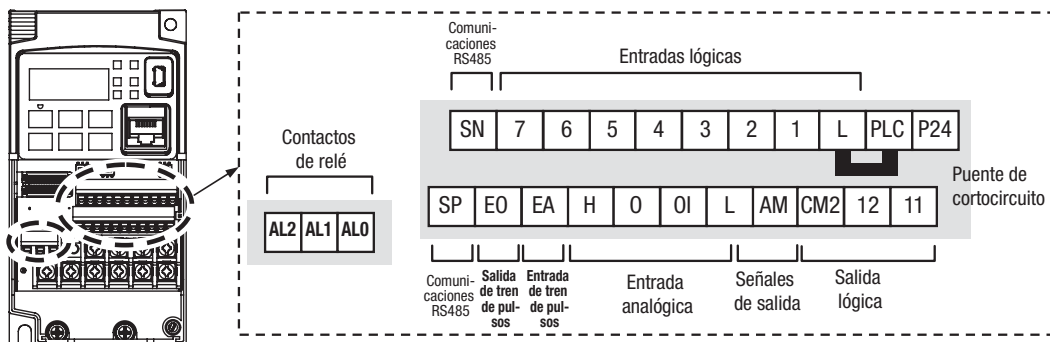 Comuni-
caciones
RS485
Entradas lógicas
SN 7 6 5 4 3 2 1 L PLC P24
Contactos
de relé
AL2 AL1 AL0
Puente de
cortocircuito
SP EO EA H O OI L AM CM2 12 11
Comuni-
caciones
RS485
Salida
de tren
de pul-
sos
Entrada
de tren
de pul-
sos
Entrada
analógica
Señales
de salida
Salida
lógica